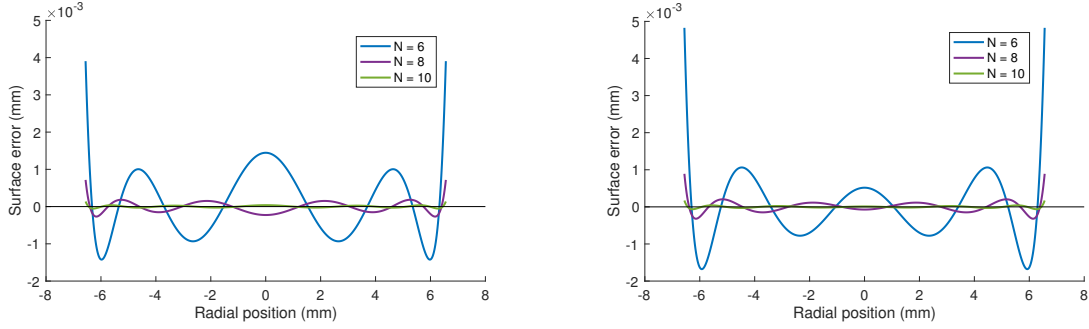 ×10⁻³
5
4
3
2
1
0
-1
-2
Surface error (mm)
-8 -6 -4 -2 0 2 4 6 8
Radial position (mm)
N = 6
N = 8
N = 10
×10⁻³
5
4
3
2
1
0
-1
-2
Surface error (mm)
-8 -6 -4 -2 0 2 4 6 8
Radial position (mm)
N = 6
N = 8
N = 10